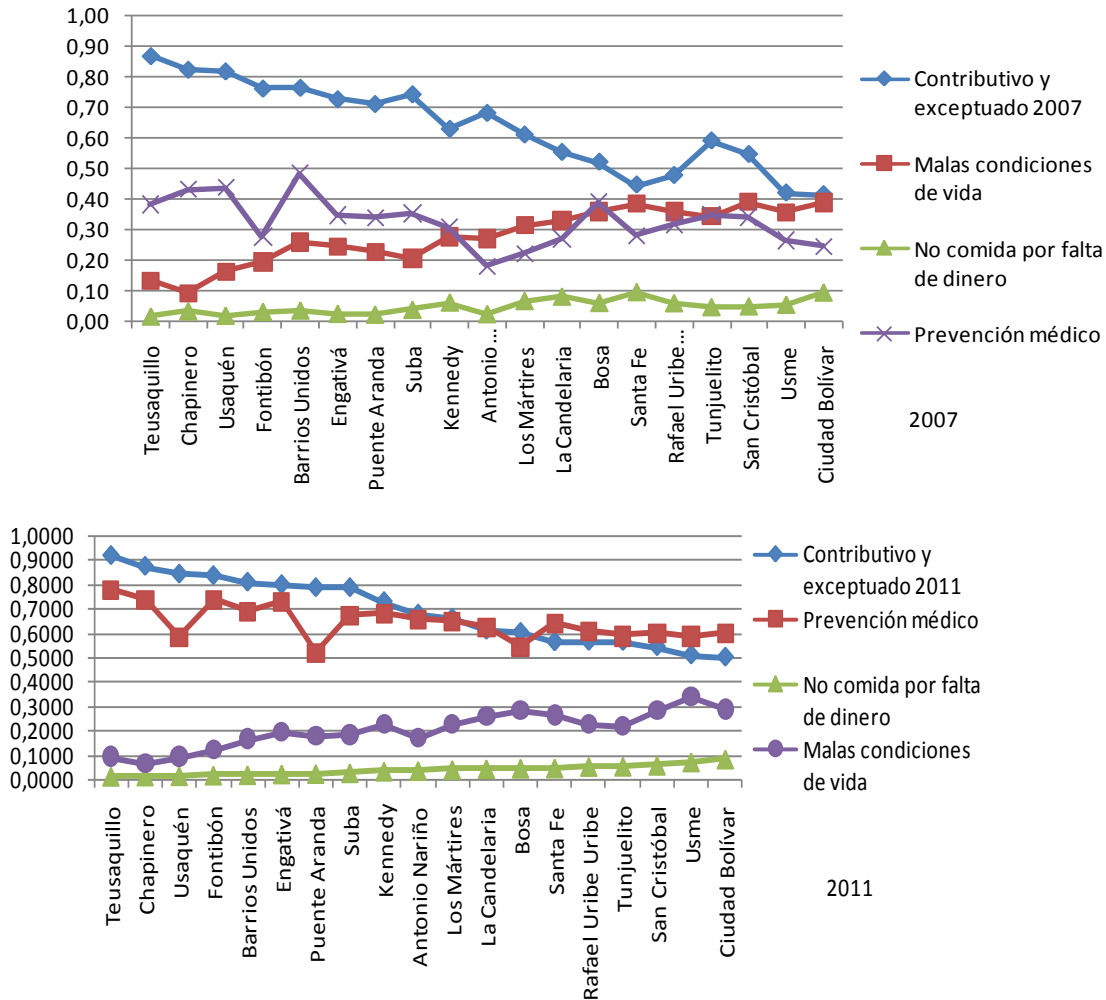 1,00
0,90
0,80
0,70
0,60
0,50
0,40
0,30
0,20
0,10
0,00
Teusaquillo
Chapinero
Usaquén
Fontibón
Barrios Unidos
Engativá
Puente Aranda
Suba
Kennedy
Antonio …
Los Mártires
La Candelaria
Bosa
Santa Fe
Rafael Uribe …
Tunjuelito
San Cristóbal
Usme
Ciudad Bolívar
Contributivo y
exceptuado 2007
Malas condiciones
de vida
No comida por falta
de dinero
Prevención médico
2007
1,0000
0,9000
0,8000
0,7000
0,6000
0,5000
0,4000
0,3000
0,2000
0,1000
0,0000
Teusaquillo
Chapinero
Usaquén
Fontibón
Barrios Unidos
Engativá
Puente Aranda
Suba
Kennedy
Antonio Nariño
Los Mártires
La Candelaria
Bosa
Santa Fe
Rafael Uribe Uribe
Tunjuelito
San Cristóbal
Usme
Ciudad Bolívar
Contributivo y
exceptuado 2011
Prevención médico
No comida por falta
de dinero
Malas condiciones
de vida
2011